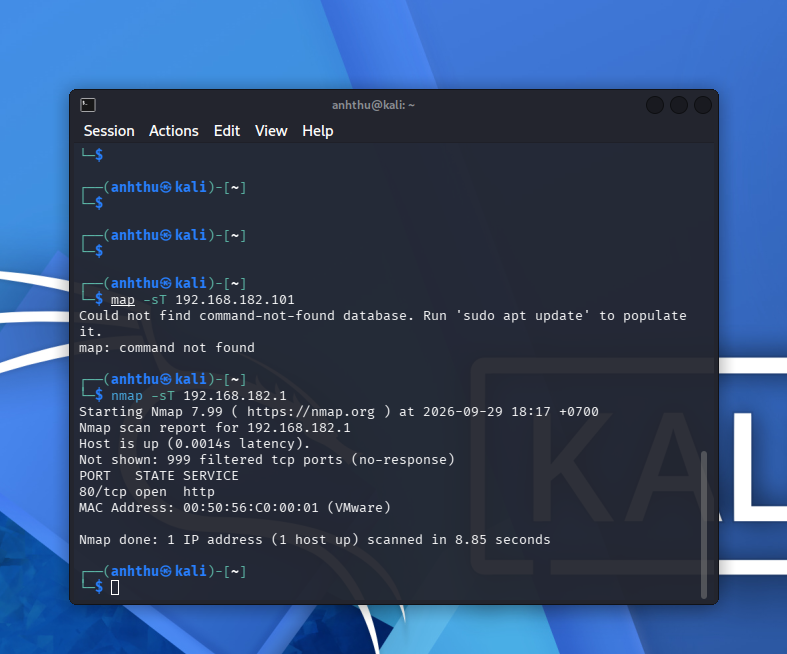 anhthu@kali: ~
Session Actions Edit View Help
└─$
┌──(anhthu㉿kali)-[~]
└─$
┌──(anhthu㉿kali)-[~]
└─$
┌──(anhthu㉿kali)-[~]
└─$ map -sT 192.168.182.101
Could not find command-not-found database. Run 'sudo apt update' to populate
it.
map: command not found
┌──(anhthu㉿kali)-[~]
└─$ nmap -sT 192.168.182.1
Starting Nmap 7.99 ( https://nmap.org ) at 2026-09-29 18:17 +0700
Nmap scan report for 192.168.182.1
Host is up (0.0014s latency).
Not shown: 999 filtered tcp ports (no-response)
PORT   STATE SERVICE
80/tcp open  http
MAC Address: 00:50:56:C0:00:01 (VMware)
Nmap done: 1 IP address (1 host up) scanned in 8.85 seconds
┌──(anhthu㉿kali)-[~]
└─$
KAL